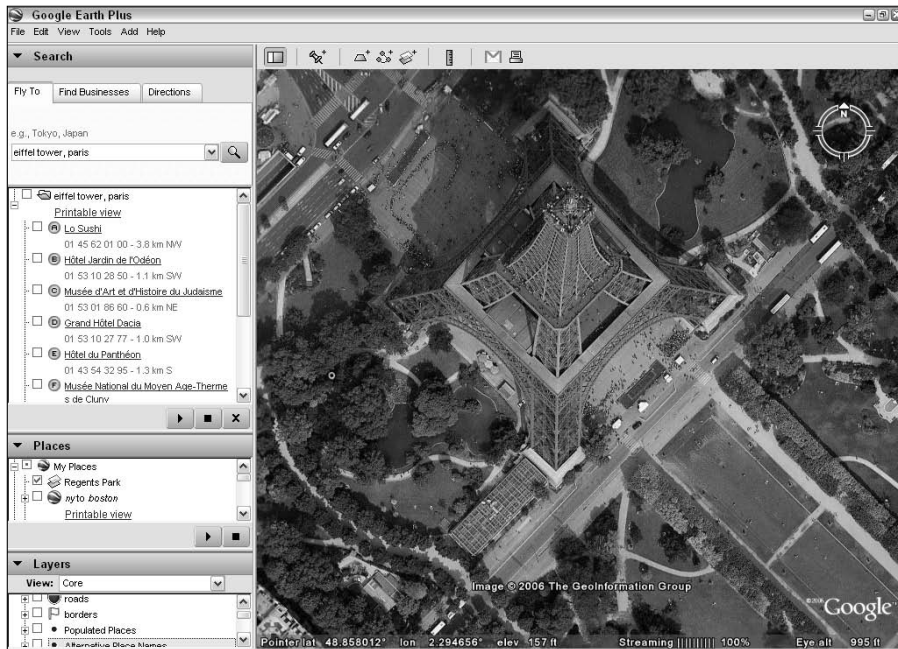 Google Earth Plus
File Edit View Tools Add Help
Search
Fly To Find Businesses Directions
e.g., Tokyo, Japan
eiffel tower, paris
eiffel tower, paris
Printable view
A Lo Sushi
01 45 62 01 00 - 3.8 km NW
B Hôtel Jardin de l'Odéon
01 53 10 28 50 - 1.1 km SW
C Musée d'Art et d'Histoire du Judaisme
01 53 01 86 60 - 0.6 km NE
D Grand Hôtel Dacia
01 53 10 27 77 - 1.0 km SW
E Hôtel du Panthéon
01 43 54 32 95 - 1.3 km S
F Musée National du Moyen Age-Therme
s de Cluny
Places
My Places
Regents Park
nyto boston
Printable view
Layers
View: Core
roads
borders
Populated Places
Alternative Place Names
N
Image © 2006 The GeoInformation Group
©2006 Google
Pointer lat 48.858012° lon 2.294656° elev 157 ft Streaming |||||||||| 100% Eye alt 995 ft